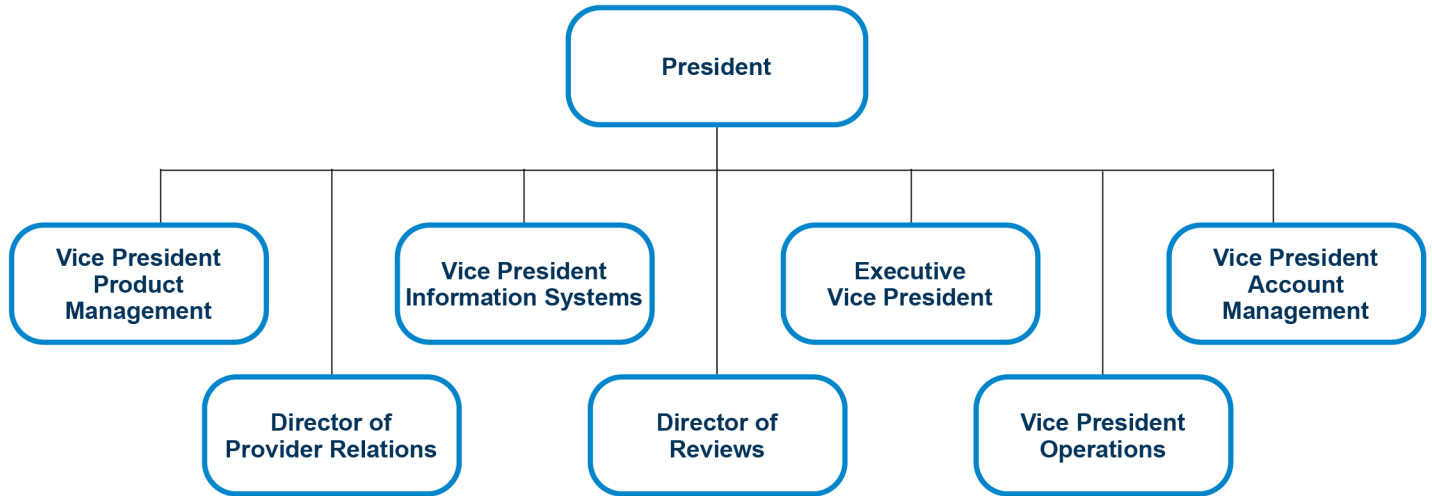 President
Vice President
Product
Management
Vice President
Information Systems
Executive
Vice President
Vice President
Account
Management
Director of
Provider Relations
Director of
Reviews
Vice President
Operations